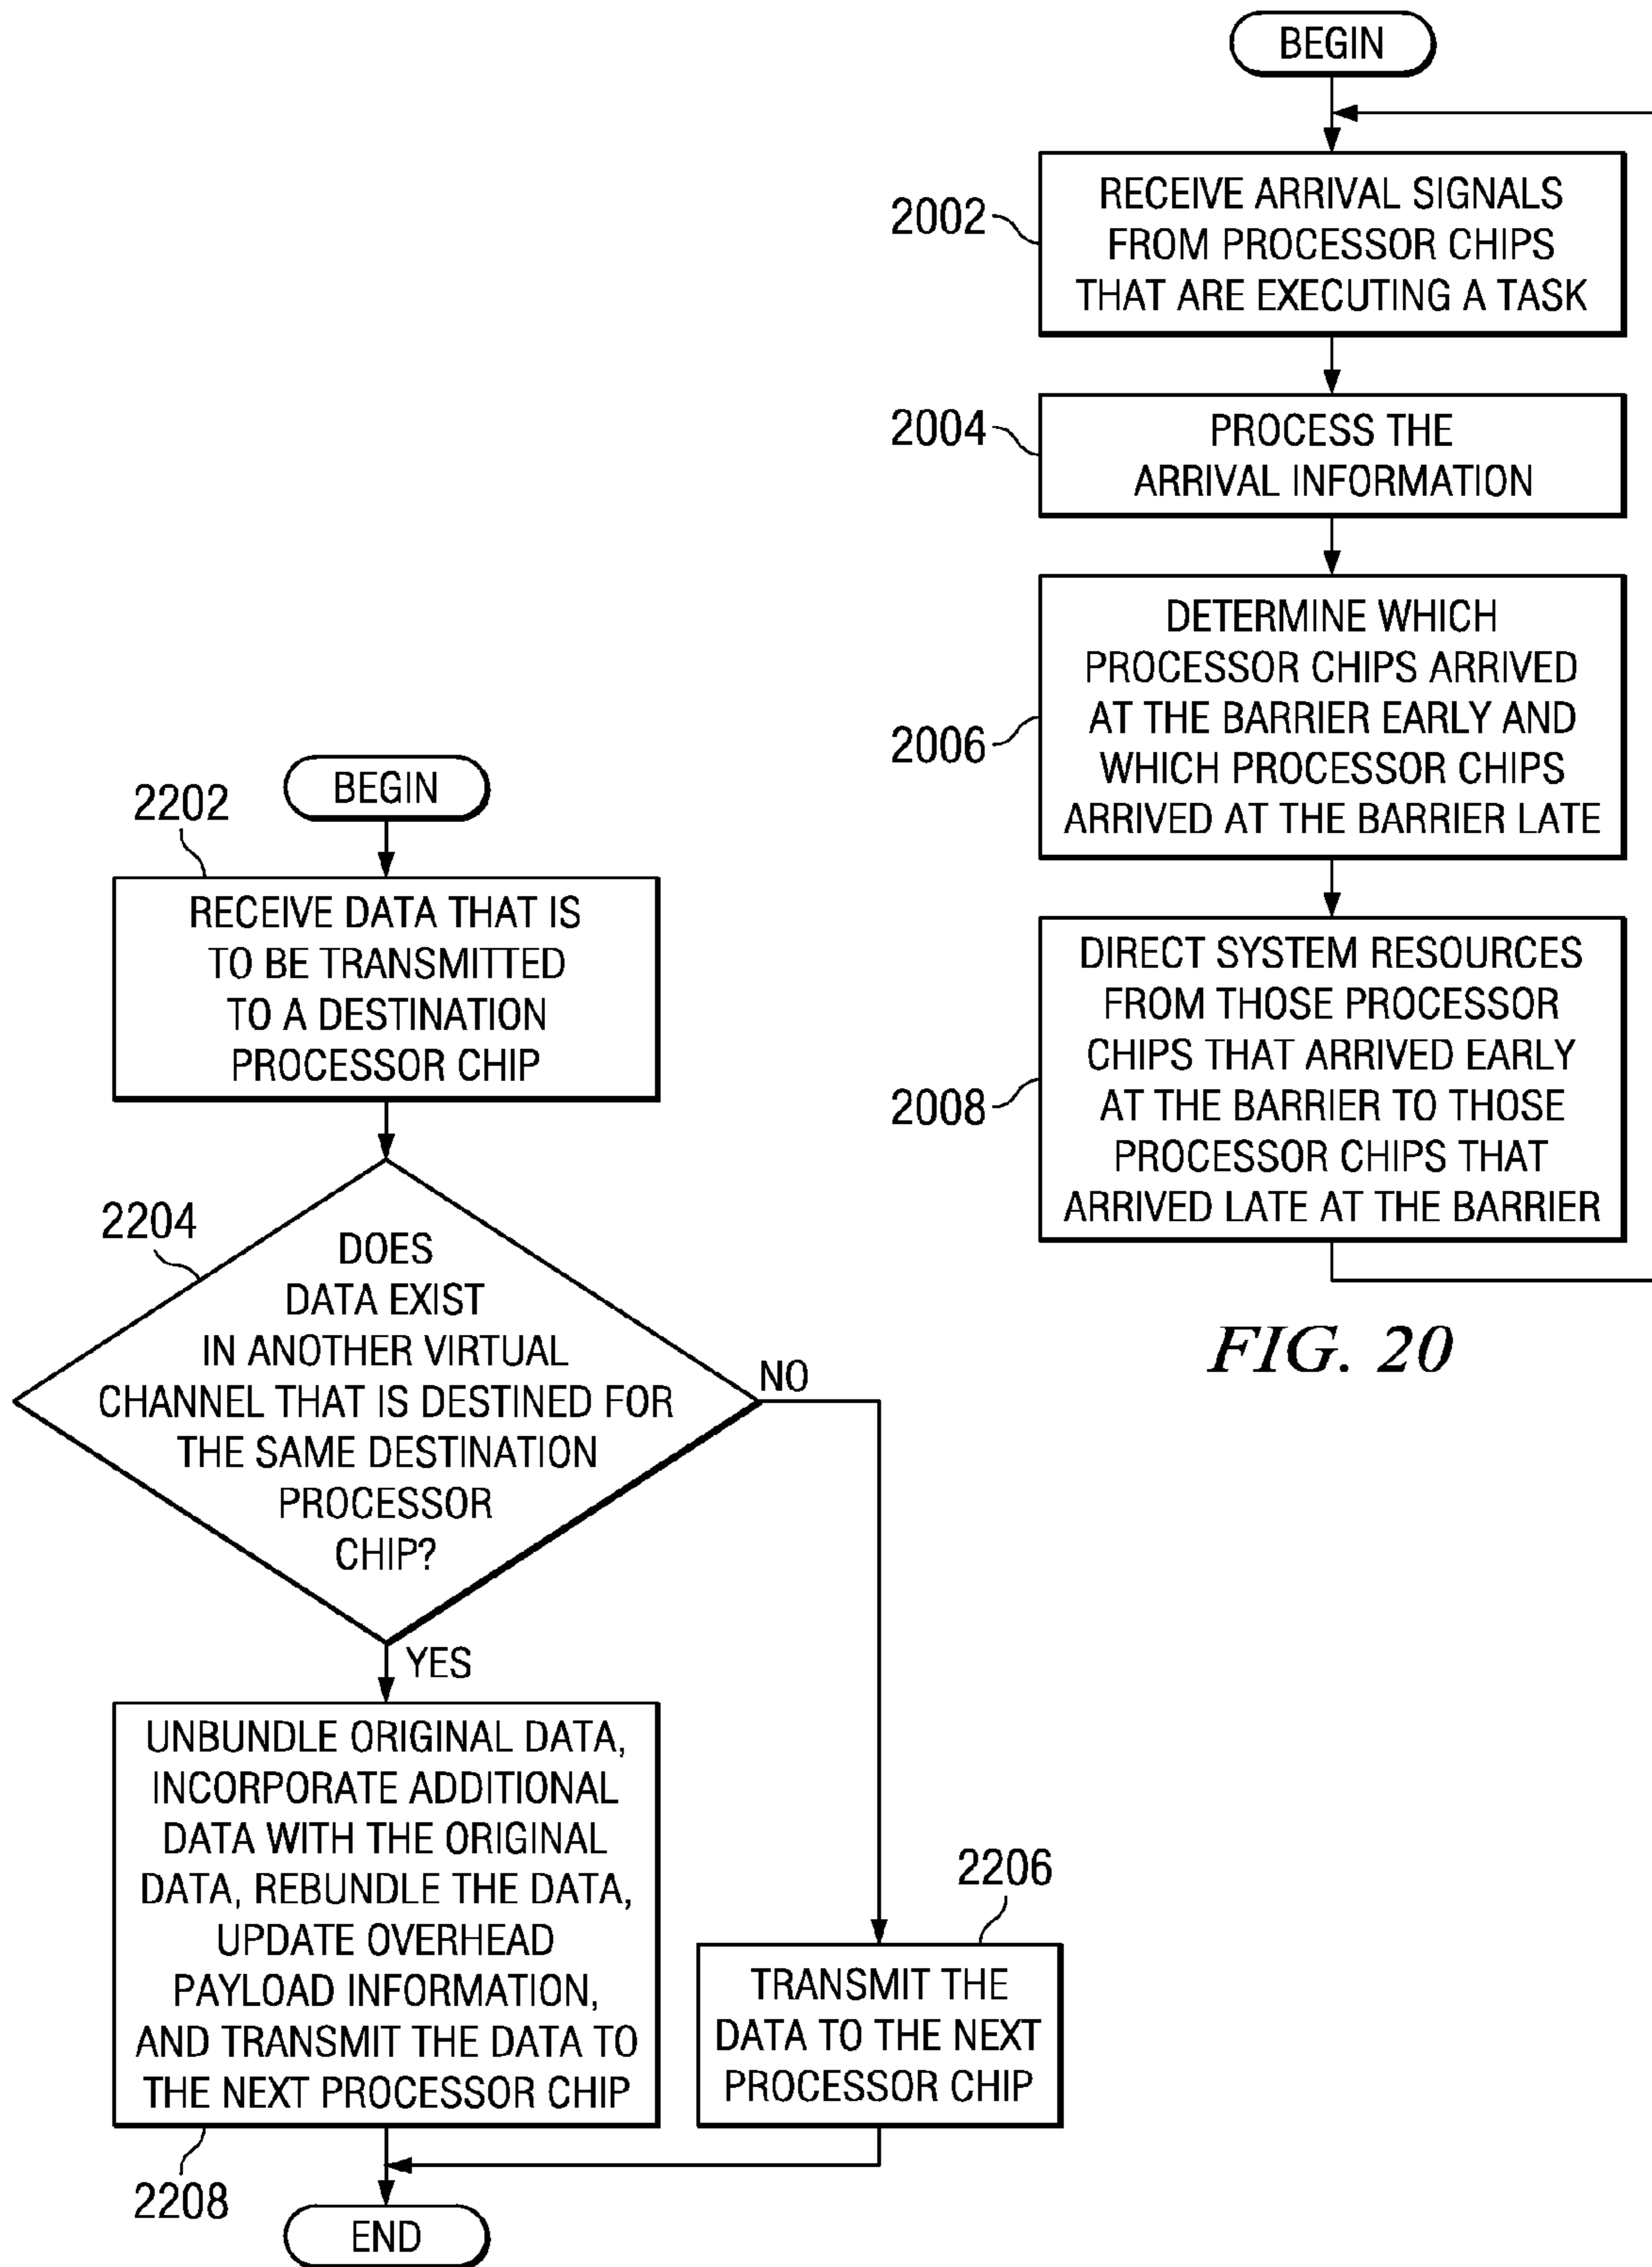 BEGIN
2202
RECEIVE DATA THAT IS
TO BE TRANSMITTED
TO A DESTINATION
PROCESSOR CHIP
2204
DOES
DATA EXIST
IN ANOTHER VIRTUAL
CHANNEL THAT IS DESTINED FOR
THE SAME DESTINATION
PROCESSOR
CHIP?
NO
YES
UNBUNDLE ORIGINAL DATA,
INCORPORATE ADDITIONAL
DATA WITH THE ORIGINAL
DATA, REBUNDLE THE DATA,
UPDATE OVERHEAD
PAYLOAD INFORMATION,
AND TRANSMIT THE DATA TO
THE NEXT PROCESSOR CHIP
2208
2206
TRANSMIT THE
DATA TO THE NEXT
PROCESSOR CHIP
END
BEGIN
2002
RECEIVE ARRIVAL SIGNALS
FROM PROCESSOR CHIPS
THAT ARE EXECUTING A TASK
2004
PROCESS THE
ARRIVAL INFORMATION
2006
DETERMINE WHICH
PROCESSOR CHIPS ARRIVED
AT THE BARRIER EARLY AND
WHICH PROCESSOR CHIPS
ARRIVED AT THE BARRIER LATE
2008
DIRECT SYSTEM RESOURCES
FROM THOSE PROCESSOR
CHIPS THAT ARRIVED EARLY
AT THE BARRIER TO THOSE
PROCESSOR CHIPS THAT
ARRIVED LATE AT THE BARRIER
FIG. 20